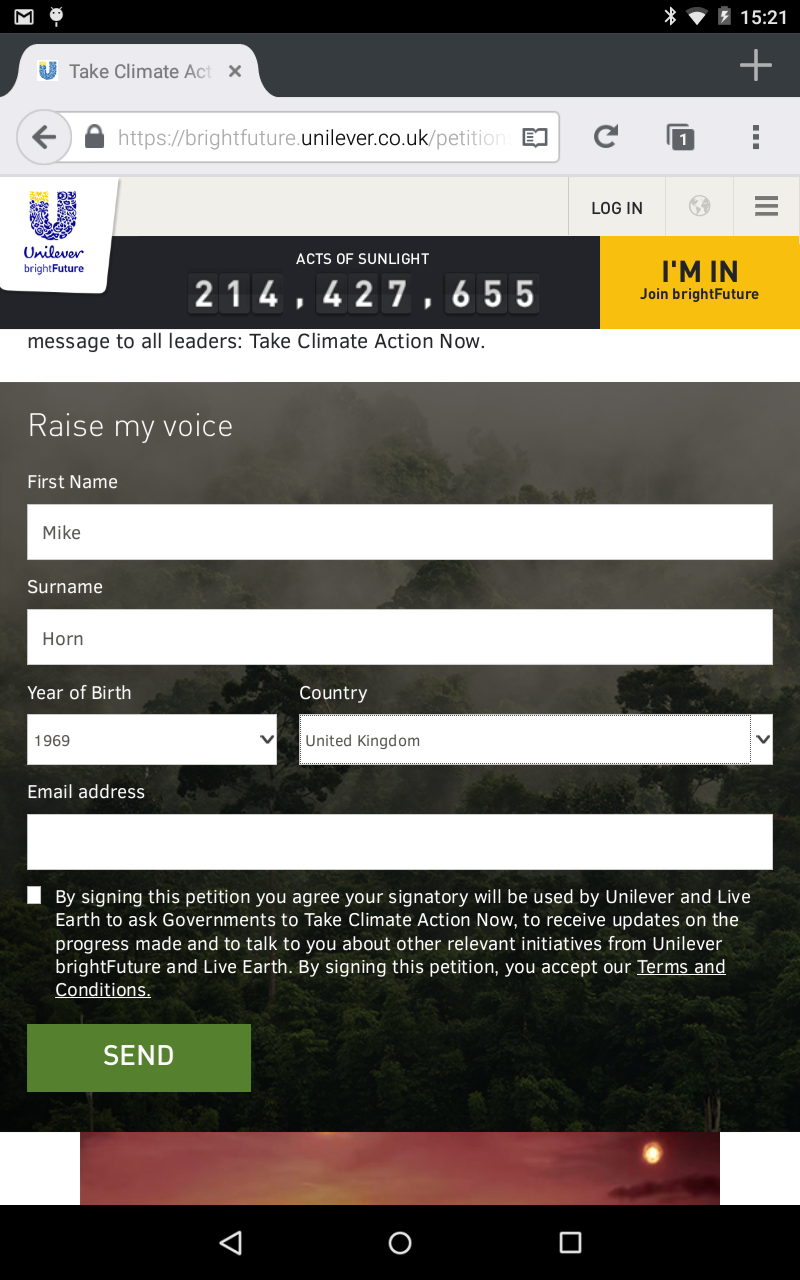 15:21
Take Climate Act
https://brightfuture.unilever.co.uk/petition
1
Unilever
brightFuture
LOG IN
ACTS OF SUNLIGHT
214,427,655
I'M IN
Join brightFuture
message to all leaders: Take Climate Action Now.
Raise my voice
First Name
Mike
Surname
Horn
Year of Birth
Country
1969
United Kingdom
Email address
By signing this petition you agree your signatory will be used by Unilever and Live
Earth to ask Governments to Take Climate Action Now, to receive updates on the
progress made and to talk to you about other relevant initiatives from Unilever
brightFuture and Live Earth. By signing this petition, you accept our Terms and
Conditions.
SEND